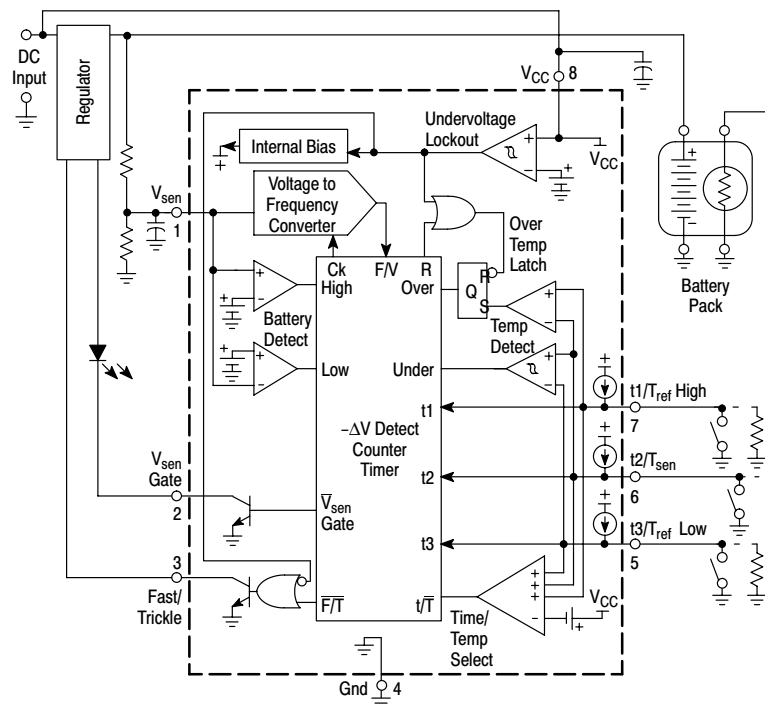 DC
Input
Regulator
VCC 8
Undervoltage
Lockout
Internal Bias
VCC
Voltage to
Frequency
Converter
Vsen
1
Over
Temp
Latch
Ck
F/V
R
High
Over
Q
R
S
Battery
Detect
Temp
Detect
Battery
Pack
Low
Under
t1/Tref High
7
t1
–ΔV Detect
Counter
Timer
t2/Tsen
6
t2
Vsen
Gate
2
V̅sen
Gate
t3/Tref Low
5
t3
3
Fast/
Trickle
F̅/̅T̅
t/T̅
Time/
Temp
Select
VCC
Gnd 4
+
–